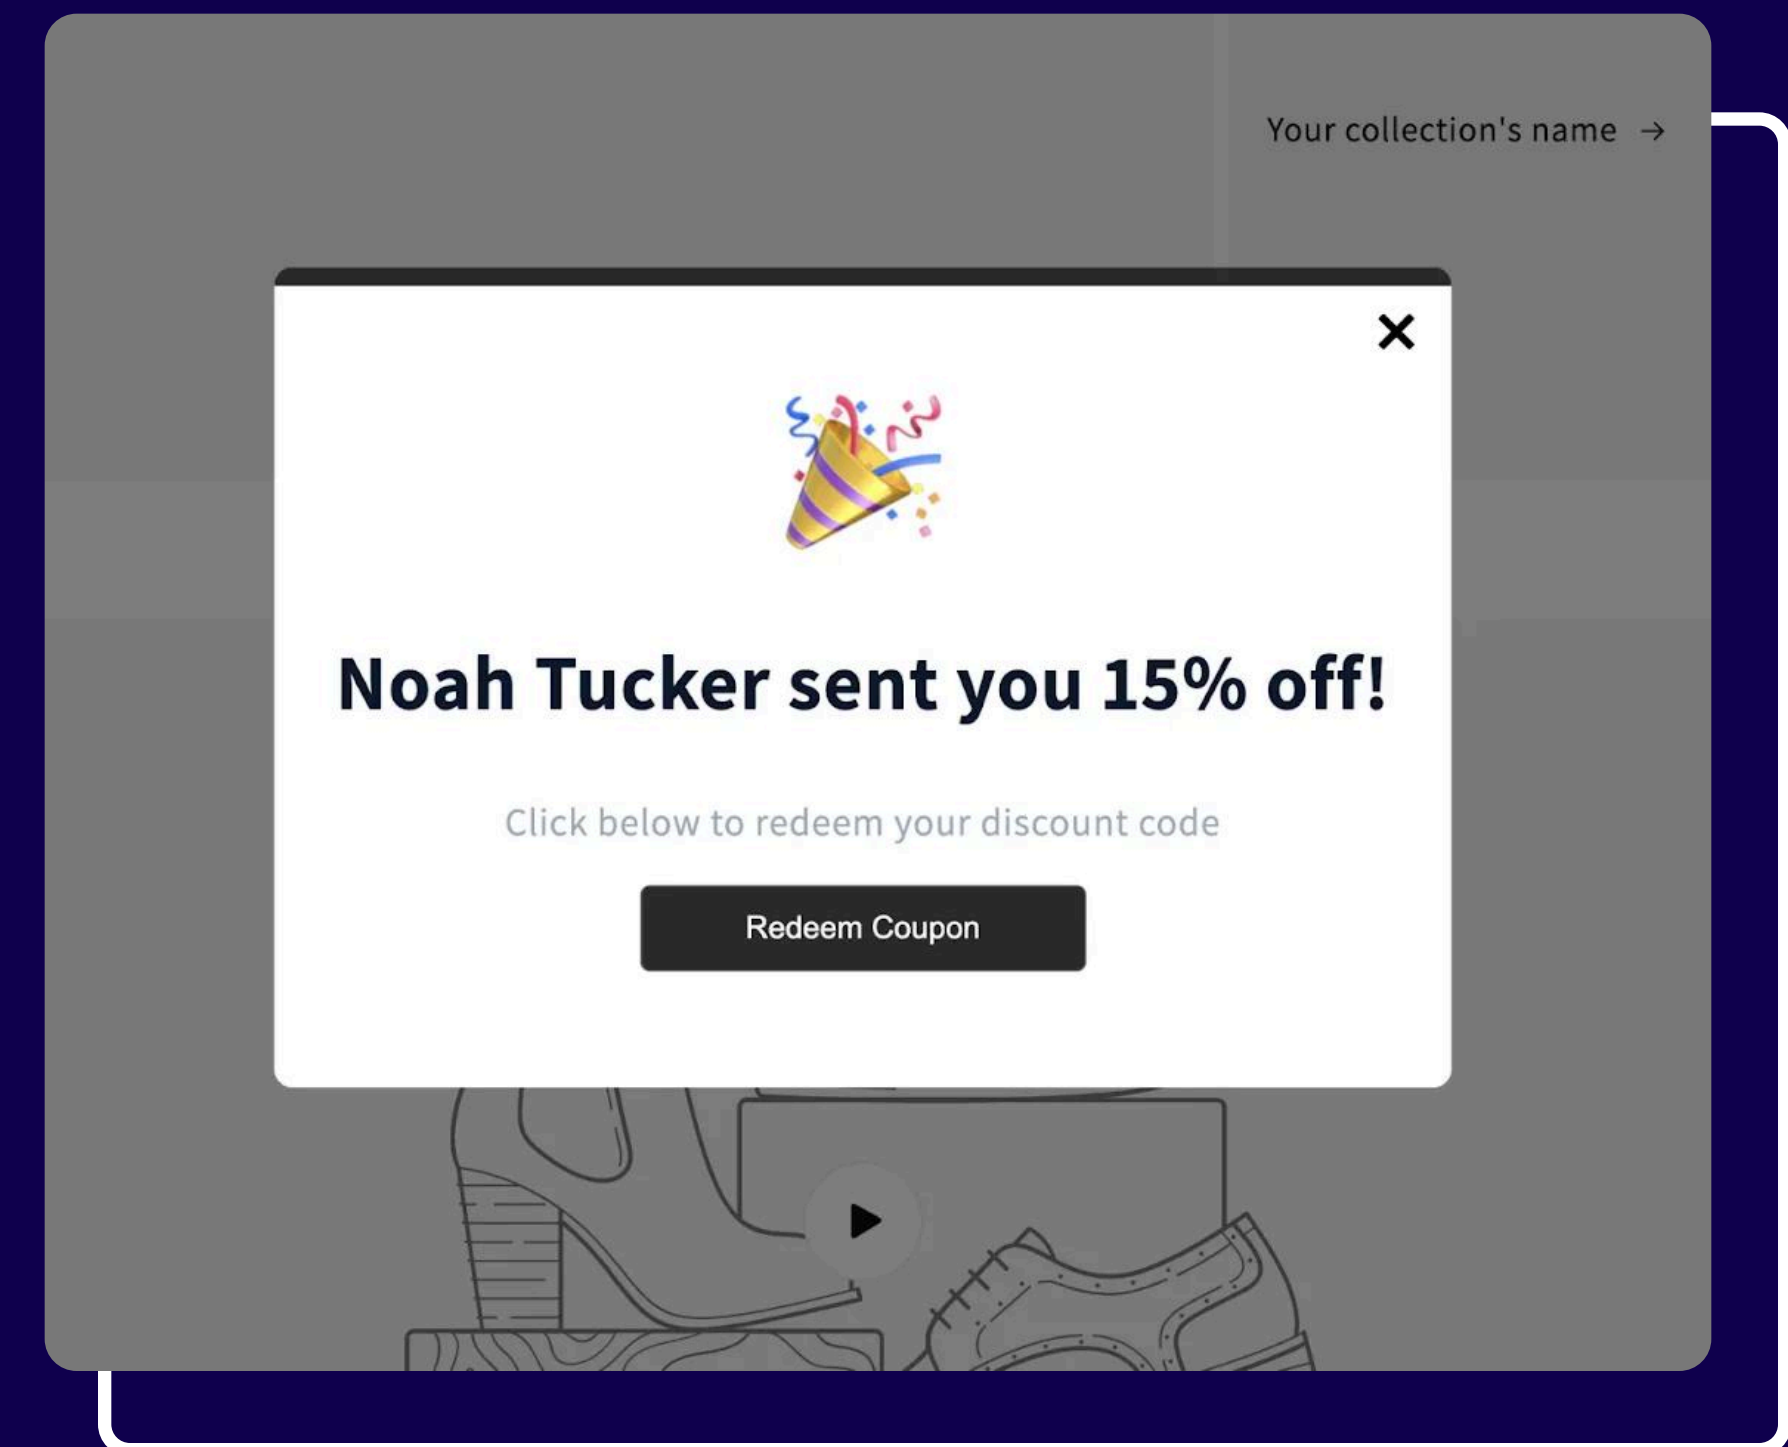 Your collection's name →
Noah Tucker sent you 15% off!
Click below to redeem your discount code
Redeem Coupon